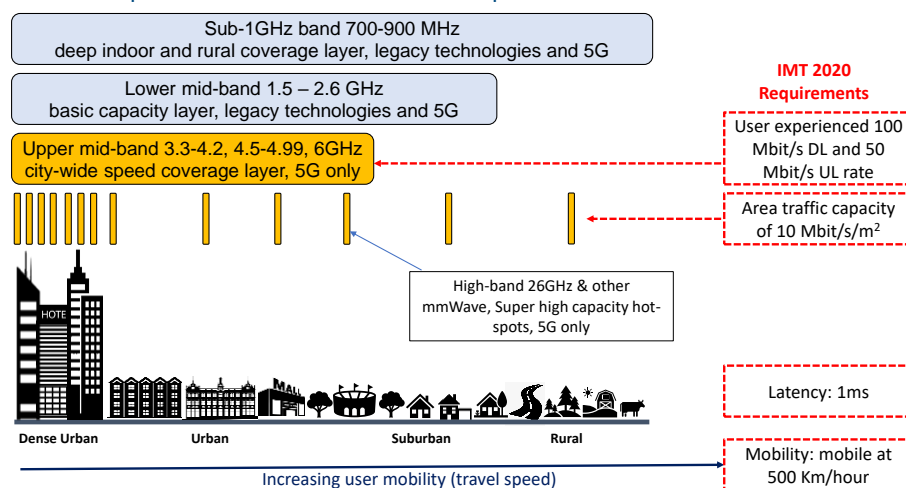 Sub-1GHz band 700-900 MHz
deep indoor and rural coverage layer, legacy technologies and 5G
Lower mid-band 1.5 – 2.6 GHz
basic capacity layer, legacy technologies and 5G
Upper mid-band 3.3-4.2, 4.5-4.99, 6GHz
city-wide speed coverage layer, 5G only
IMT 2020
Requirements
User experienced 100
Mbit/s DL and 50
Mbit/s UL rate
Area traffic capacity
of 10 Mbit/s/m²
High-band 26GHz & other
mmWave, Super high capacity hot-
spots, 5G only
HOTE
MALL
Latency: 1ms
Dense Urban
Urban
Suburban
Rural
Mobility: mobile at
500 Km/hour
Increasing user mobility (travel speed)